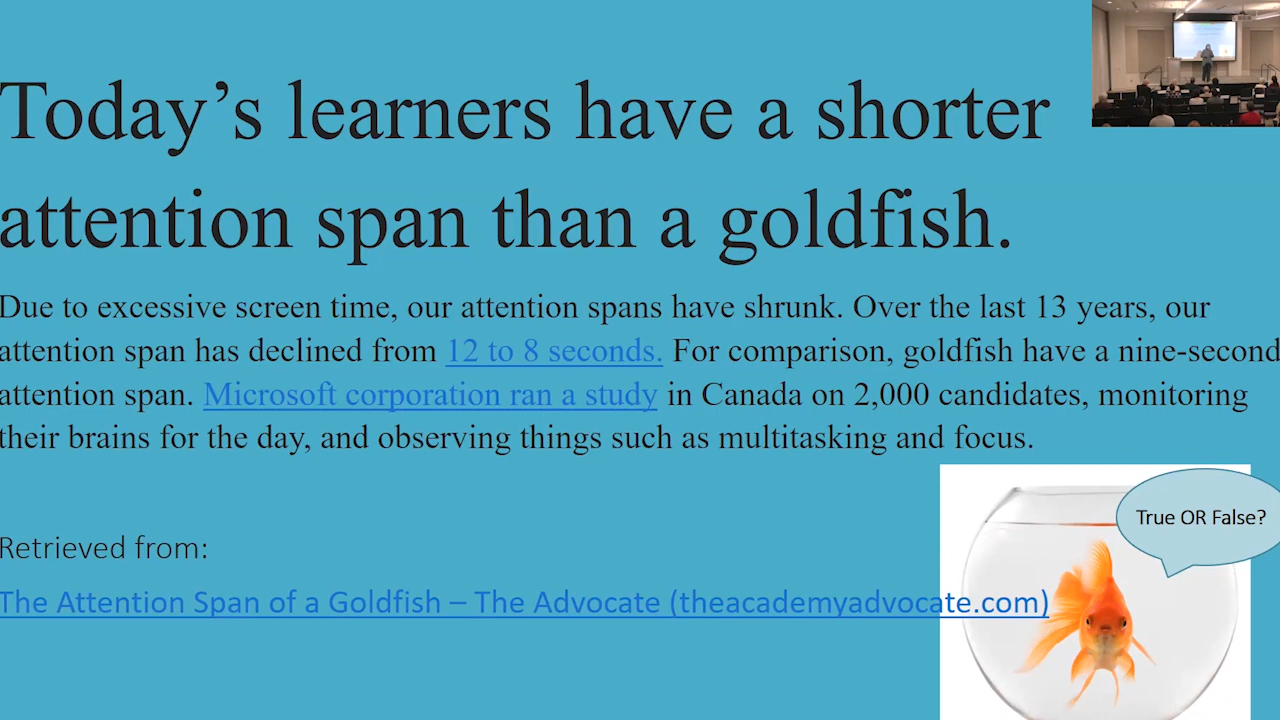 Today’s learners have a shorter
attention span than a goldfish.
Due to excessive screen time, our attention spans have shrunk. Over the last 13 years, our
attention span has declined from 12 to 8 seconds. For comparison, goldfish have a nine-second
attention span. Microsoft corporation ran a study in Canada on 2,000 candidates, monitoring
their brains for the day, and observing things such as multitasking and focus.
True OR False?
Retrieved from:
The Attention Span of a Goldfish – The Advocate (theacademyadvocate.com)